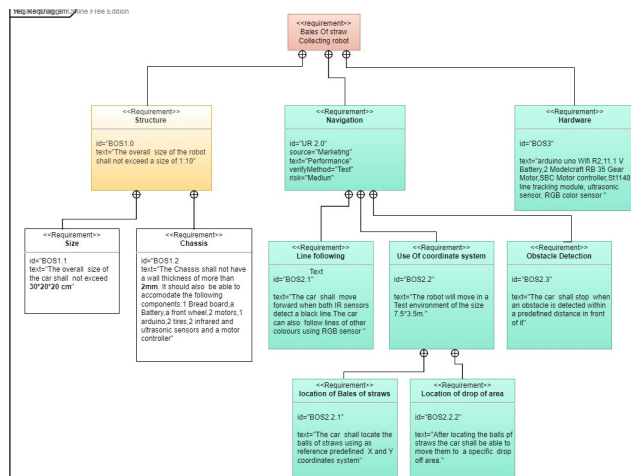 req ReqDiagram
Online Free Edition
<<requirement>>
Bales Of straw
Collecting robot
<<Requirement>>
Structure
id="BOS1.0
text="The overall size of the robot
shall not exceed a size of 1:10"
<<Requirement>>
Navigation
id="UR 2.0"
source="Marketing"
text="Performance"
verifyMethod="Test"
risk="Mediun"
<<Requirement>>
Hardware
id="BOS3"
text="arduino uno Wifi R2,11.1 V
Battery,2 Modelcraft RB 35 Gear
Motor,SBC Motor controller,St1140
line tracking module, ultrasonic
sensor, RGB color sensor "
<<Requirement>>
Size
id="BOS1.1
text="The overall size of
the car shall not exceed
30*20*20 cm"
<<Requirement>>
Chassis
id="BOS1.2
text="The Chassis shall not have
a wall thickness of more than
2mm. It should also be able to
accomodate the following
components:1 Bread board,a
Battery,a front wheel,2 motors,1
arduino,2 tires,2 infrared and
ultrasonic sensors and a motor
controller"
<<Requirement>>
Line following
Text
id="BOS2.1"
text="The car shall move
forward when both IR sensors
detect a black line.The car
can also follow lines of other
coloours using RGB sensor "
<<Requirement>>
Use Of coordinate system
id="BOS2.2"
text="The robot will move in a
Test environment of the size
7.5*3.5m."
<<Requirement>>
Obstacle Detection
id="BOS2.3"
text="The car shall stop when
an obstacle is detected within
a predefined distance in front
of it"
<<Requirement>>
location of Bales of straws
id="BOS2.2.1"
text="The car shall locate the
balls of straws using as
reference predefined X and Y
coordinates system"
<<Requirement>>
Location of drop of area
id="BOS2.2.2"
text="After locating the balls pf
straws the car shall be able to
move them to a specific drop
off area."